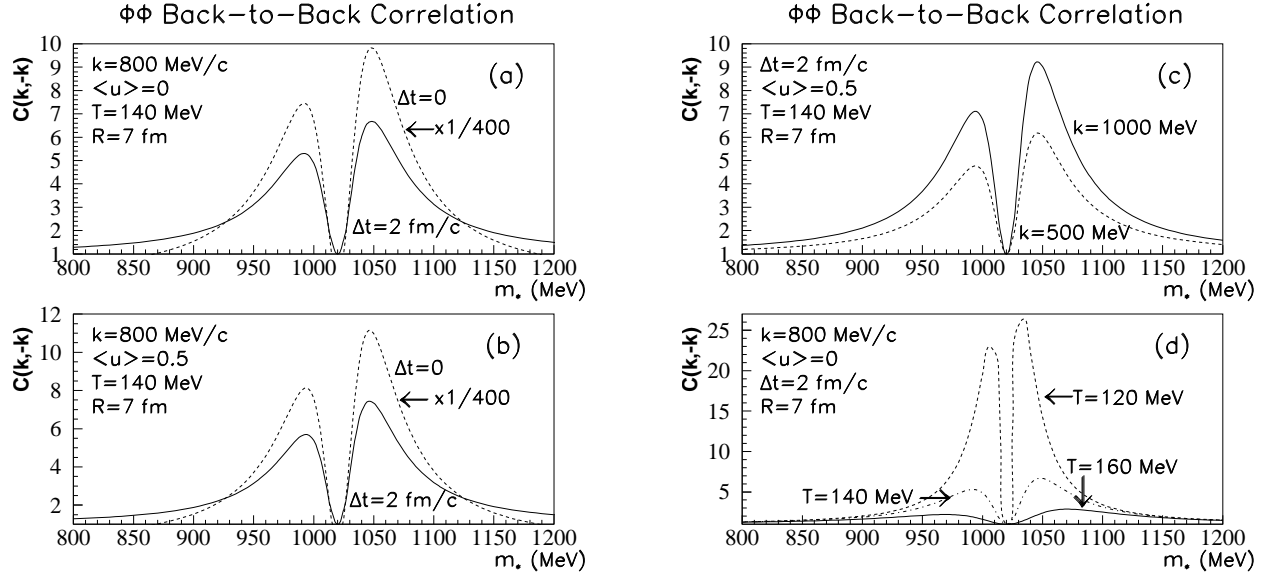 ΦΦ Back-to-Back Correlation
C(k,-k)
10
9
8
7
6
5
4
3
2
1
k=800 MeV/c
<u>=0
T=140 MeV
R=7 fm
(a)
Δt=0
x1/400
Δt=2 fm/c
800 850 900 950 1000 1050 1100 1150 1200
m* (MeV)
C(k,-k)
12
10
8
6
4
2
k=800 MeV/c
<u>=0.5
T=140 MeV
R=7 fm
(b)
Δt=0
x1/400
Δt=2 fm/c
800 850 900 950 1000 1050 1100 1150 1200
m* (MeV)
ΦΦ Back-to-Back Correlation
C(k,-k)
10
9
8
7
6
5
4
3
2
1
Δt=2 fm/c
<u>=0.5
T=140 MeV
R=7 fm
(c)
k=1000 MeV
k=500 MeV
800 850 900 950 1000 1050 1100 1150 1200
m* (MeV)
C(k,-k)
25
20
15
10
5
k=800 MeV/c
<u>=0
Δt=2 fm/c
R=7 fm
(d)
T=120 MeV
T=160 MeV
T=140 MeV
800 850 900 950 1000 1050 1100 1150 1200
m* (MeV)